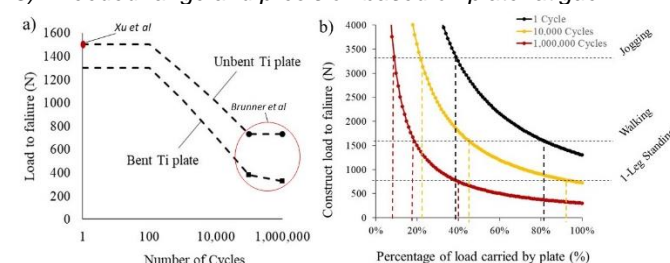 a)
Xu et al
1600
1400
1200
1000
800
600
400
200
0
Load to faliure (N)
Unbent Ti plate
Brunner et al
Bent Ti plate
1
100
10,000
1,000,000
Number of Cycles
b)
4000
3500
3000
2500
2000
1500
1000
500
0
Construct load to failure (N)
1 Cycle
10.000 Cycles
1.000.000 Cycles
Jogging
Walking
1-Leg Standing
0%
20%
40%
60%
80%
100%
Percentage of load carried by plate (%)